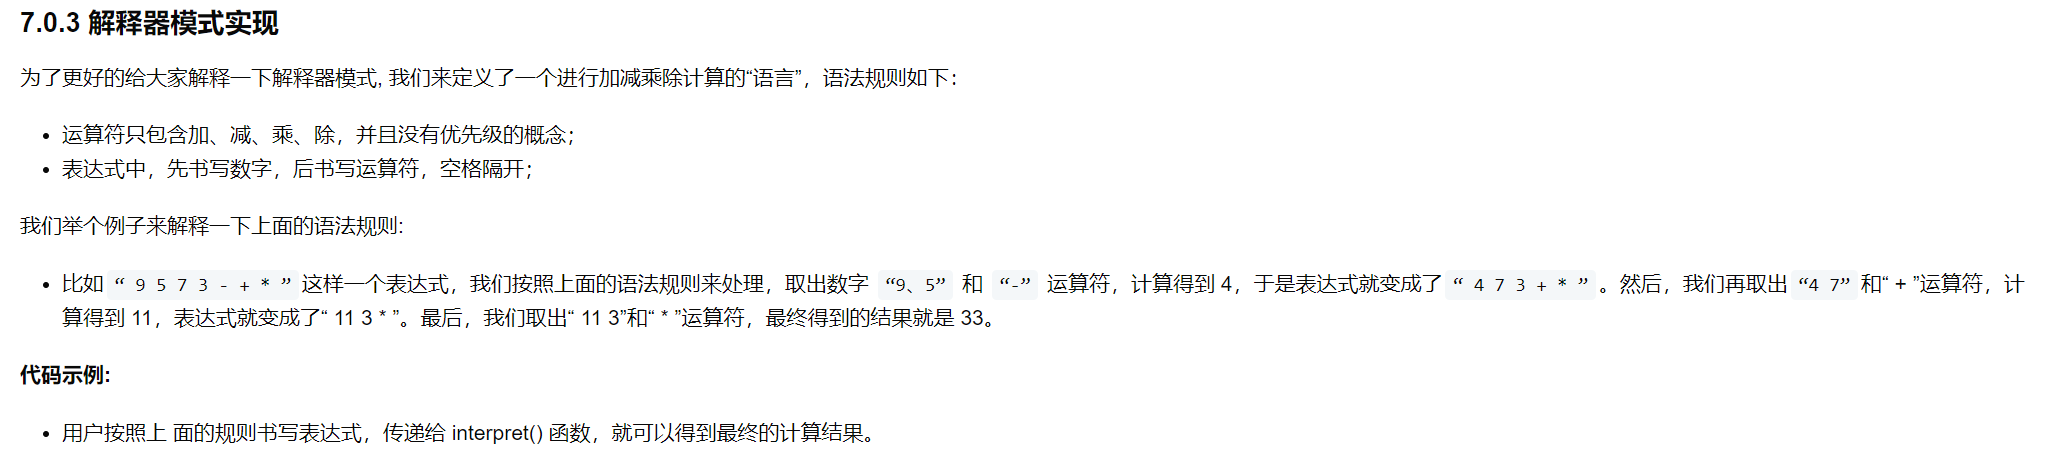 7.0.3 解释器模式实现
为了更好的给大家解释一下解释器模式, 我们来定义了一个进行加减乘除计算的“语言”，语法规则如下：
• 运算符只包含加、减、乘、除，并且没有优先级的概念；
• 表达式中，先书写数字，后书写运算符，空格隔开；
我们举个例子来解释一下上面的语法规则:
• 比如 “ 9 5 7 3 - + * ” 这样一个表达式，我们按照上面的语法规则来处理，取出数字 “9、5” 和 “-” 运算符，计算得到 4，于是表达式就变成了 “ 4 7 3 + * ” 。然后，我们再取出 “4 7” 和“ + ”运算符，计
算得到 11，表达式就变成了“ 11 3 * ”。最后，我们取出“ 11 3”和“ * ”运算符，最终得到的结果就是 33。
代码示例:
• 用户按照上 面的规则书写表达式，传递给 interpret() 函数，就可以得到最终的计算结果。